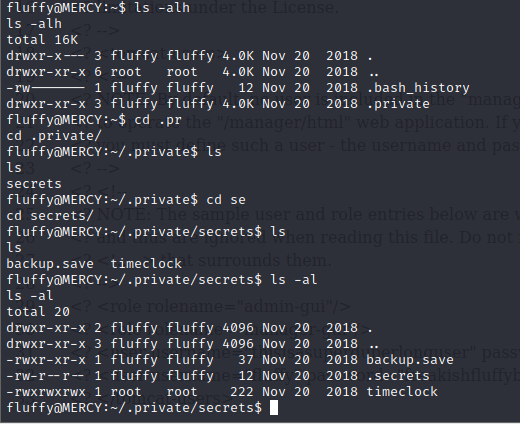 fluffy@MERCY:~$ ls -alh
ls -alh
total 16K
drwxr-x--- 3 fluffy fluffy 4.0K Nov 20  2018 .
drwxr-xr-x 6 root   root   4.0K Nov 20  2018 ..
-rw------- 1 fluffy fluffy   12 Nov 20  2018 .bash_history
drwxr-xr-x 3 fluffy fluffy 4.0K Nov 20  2018 .private
fluffy@MERCY:~$ cd .pr
cd .private/
fluffy@MERCY:~/.private$ ls
ls
secrets
fluffy@MERCY:~/.private$ cd se
cd secrets/
fluffy@MERCY:~/.private/secrets$ ls
ls
backup.save  timeclock
fluffy@MERCY:~/.private/secrets$ ls -al
ls -al
total 20
drwxr-xr-x 2 fluffy fluffy 4096 Nov 20  2018 .
drwxr-xr-x 3 fluffy fluffy 4096 Nov 20  2018 ..
-rwxr-xr-x 1 fluffy fluffy   37 Nov 20  2018 backup.save
-rw-r--r-- 1 fluffy fluffy   12 Nov 20  2018 .secrets
-rwxrwxrwx 1 root   root    222 Nov 20  2018 timeclock
fluffy@MERCY:~/.private/secrets$